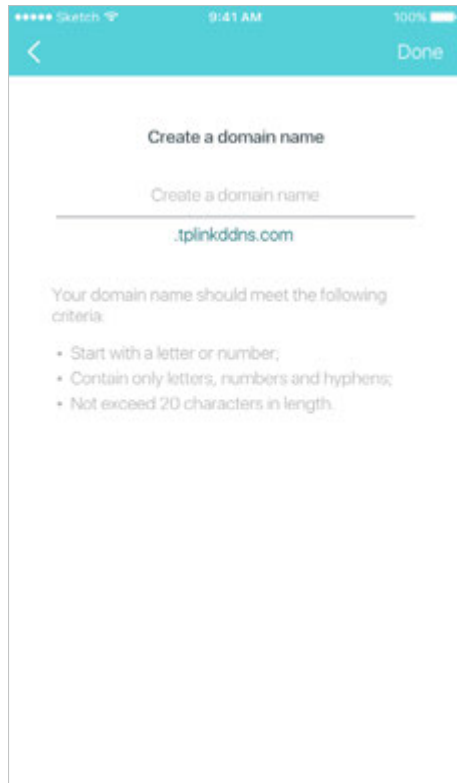 Sketch 9:41 AM 100%
Done
Create a domain name
Create a domain name
.tplinkddns.com
Your domain name should meet the following
criteria:
• Start with a letter or number;
• Contain only letters, numbers and hyphens;
• Not exceed 20 characters in length.